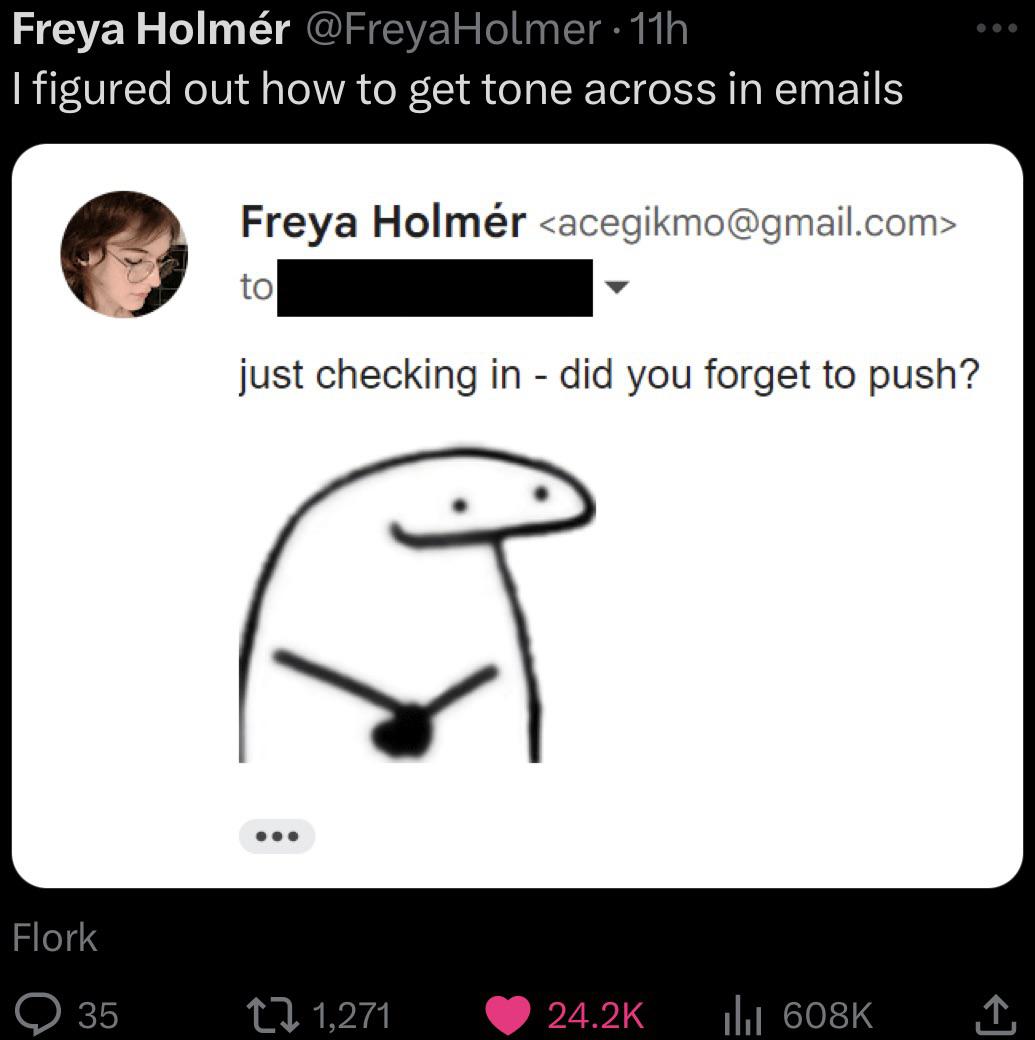 Freya Holmér @FreyaHolmer · 11h
I figured out how to get tone across in emails
Freya Holmér <acegikmo@gmail.com>
to
just checking in - did you forget to push?
Flork
35 1,271 24.2K 608K